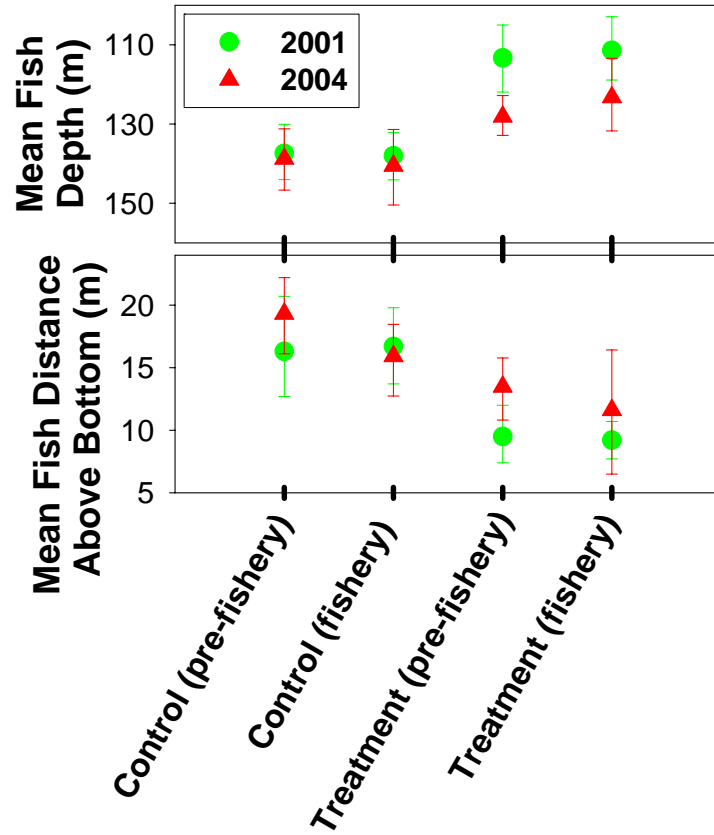 Mean Fish
Depth (m)
110
130
150
2001
2004
Mean Fish Distance
Above Bottom (m)
20
15
10
5
Control (pre-fishery)
Control (fishery)
Treatment (pre-fishery)
Treatment (fishery)